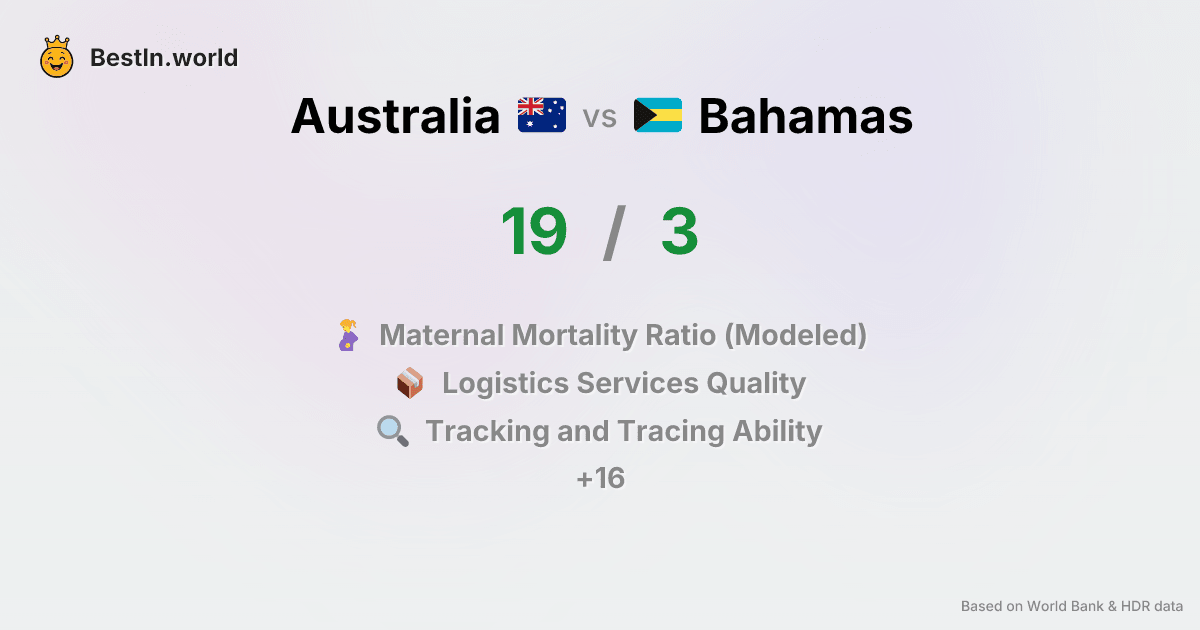 BestIn.world
Australia vs Bahamas
19 / 3
Maternal Mortality Ratio (Modeled)
Logistics Services Quality
Tracking and Tracing Ability
+16
Based on World Bank & HDR data